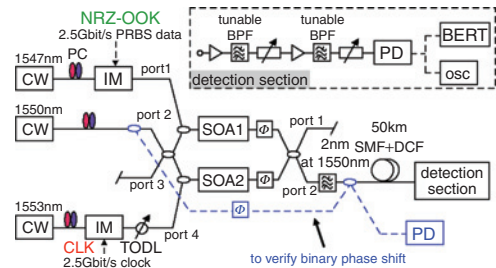 NRZ-OOK
2.5Gbit/s PRBS data
1547nm
PC
CW
IM
port1
1550nm
CW
port 2
port 3
1553nm
CW
IM
CLK
TODL
port 4
2.5Gbit/s clock
SOA1
Φ
SOA2
Φ
Φ
port 1
port 2
2nm
at 1550nm
50km
SMF+DCF
detection
section
PD
to verify binary phase shift
tunable
BPF
tunable
BPF
PD
BERT
osc
detection section